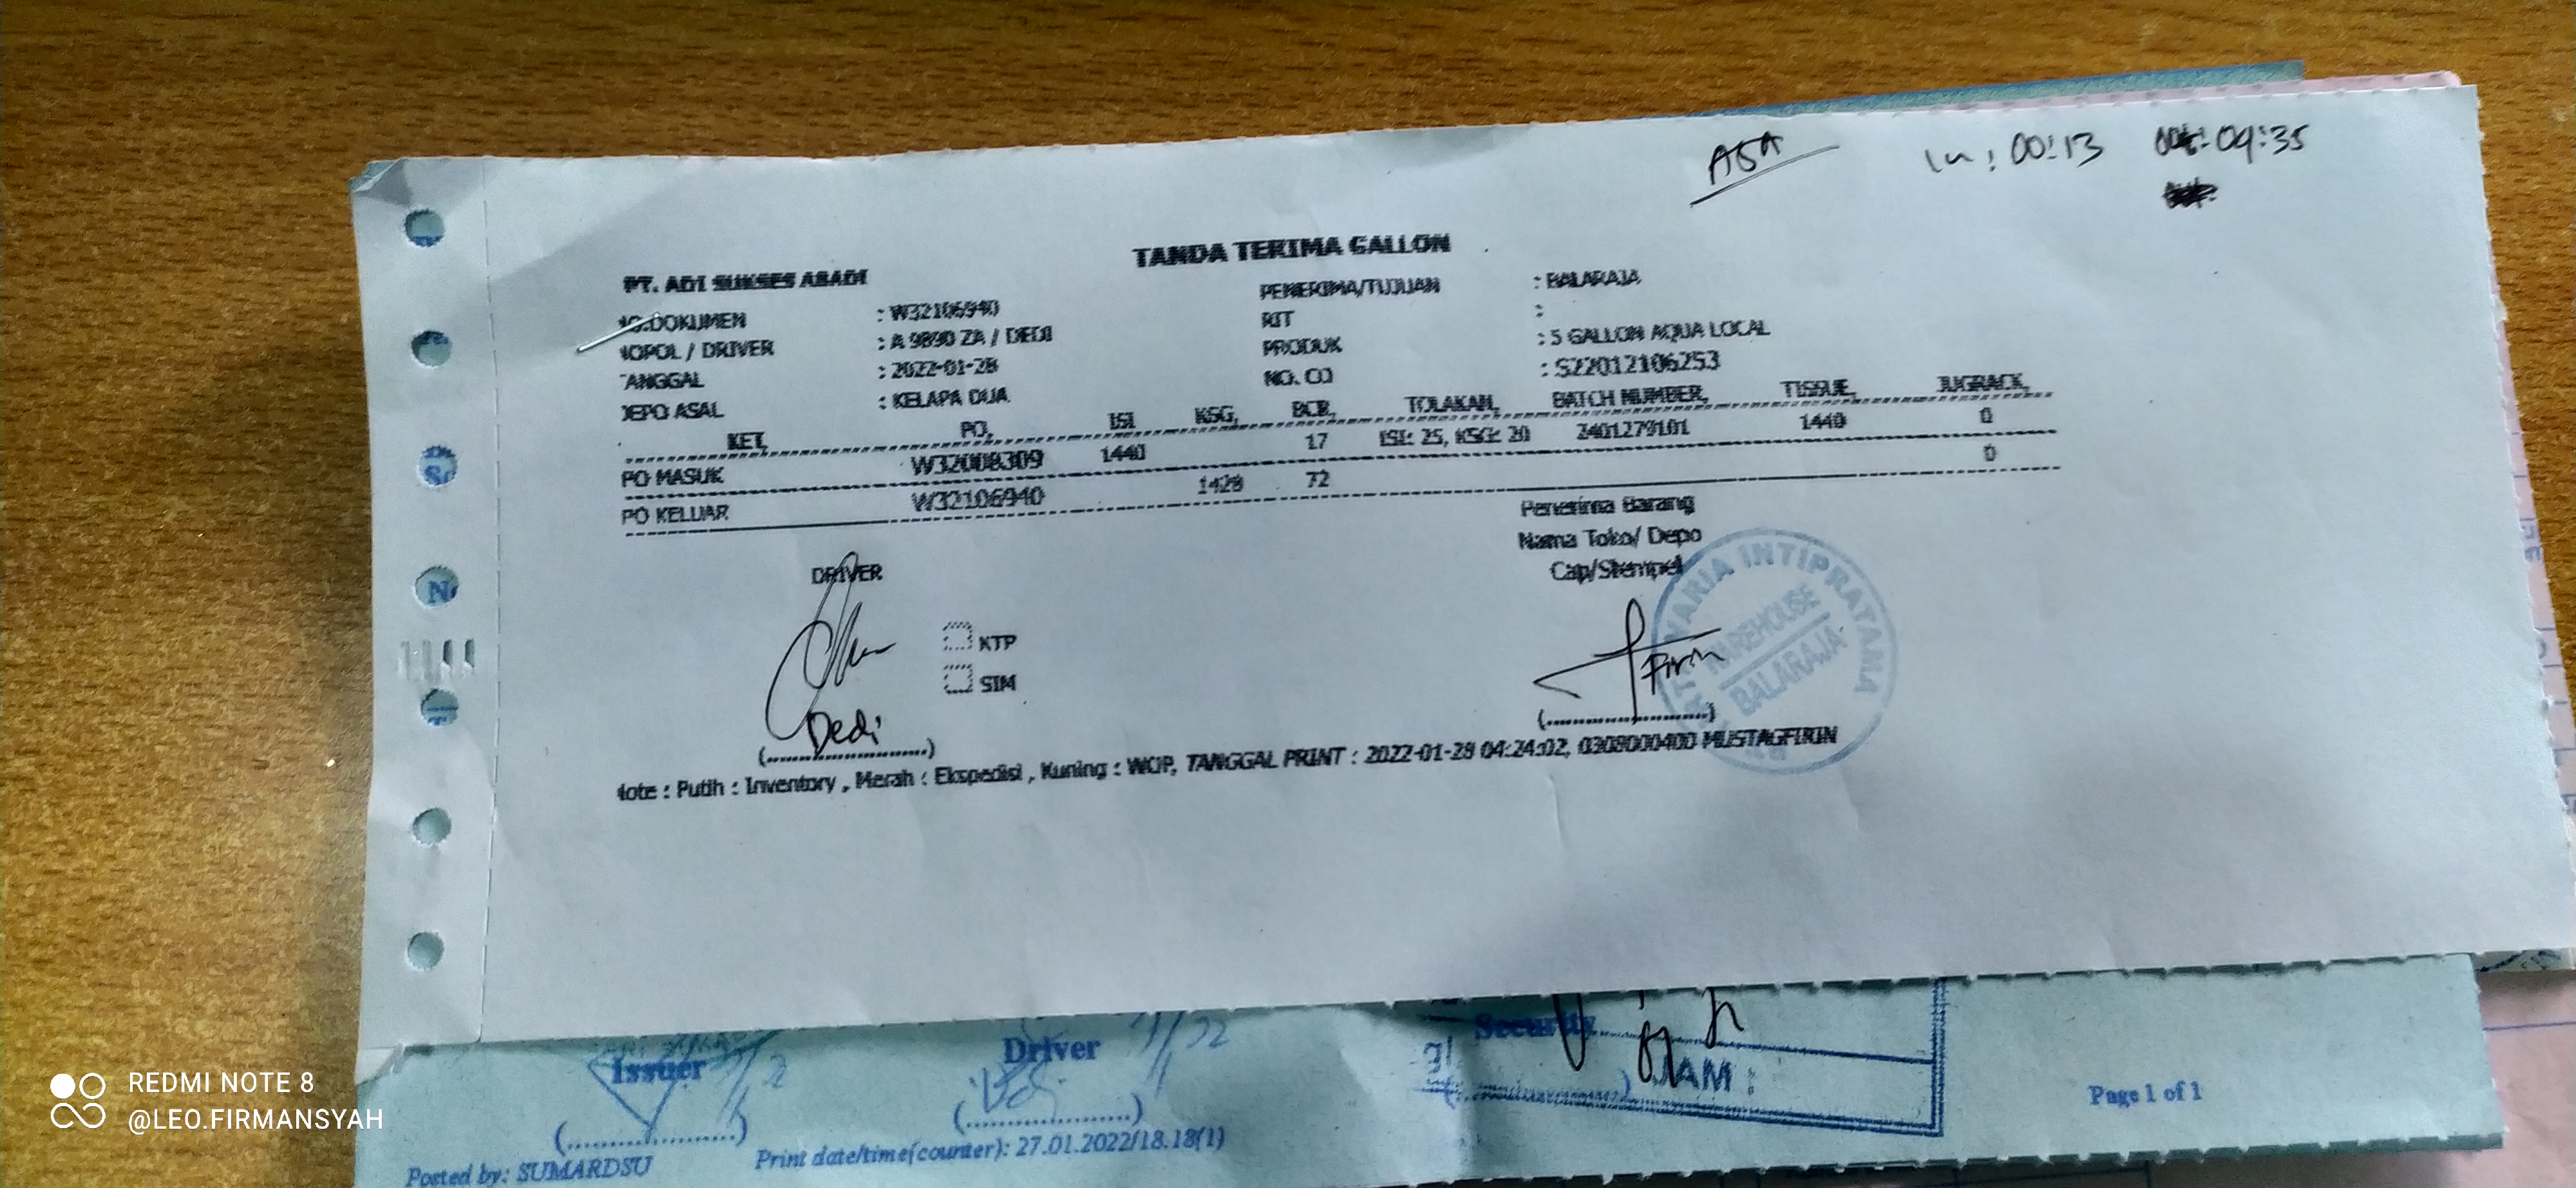 ASA In : 00:13 Out: 04:35
TANDA TERIMA GALLON
PT. ADI SUKSES ABADI
NO.DOKUMEN : W32106940
NOPOL / DRIVER : A 9890 ZA / DEDI
TANGGAL : 2022-01-28
DEPO ASAL : KELAPA DUA
PENERIMA/TUJUAN : BALARAJA
RIT :
PRODUK : 5 GALLON AQUA LOCAL
NO. CO : S22012106253
KET, PO, ISI KSG, BCR, TOLAKAN, BATCH NUMBER, TISSUE, JUGRACK,
PO MASUK W32008309 1440 17 ISI: 25, KSG: 20 2401279101 1440 0
PO KELUAR W32106940 1428 72 0
DRIVER
KTP
SIM
Dedi
(........................)
Penerima Barang
Nama Toko/ Depo
Cap/Stempel
Firin
(........................)
INTIPRATAMA
WAREHOUSE
BALARAJA
Note : Putih : Inventory , Merah : Ekspedisi , Kuning : WOP, TANGGAL PRINT : 2022-01-28 04:24:02, 0308000400 MUSTAGFIRIN
Issuer
Driver
Security
JAM :
Page 1 of 1
Posted by: SUMARDSU
Print date/time(counter): 27.01.2022/18.18(1)
REDMI NOTE 8
@LEO.FIRMANSYAH